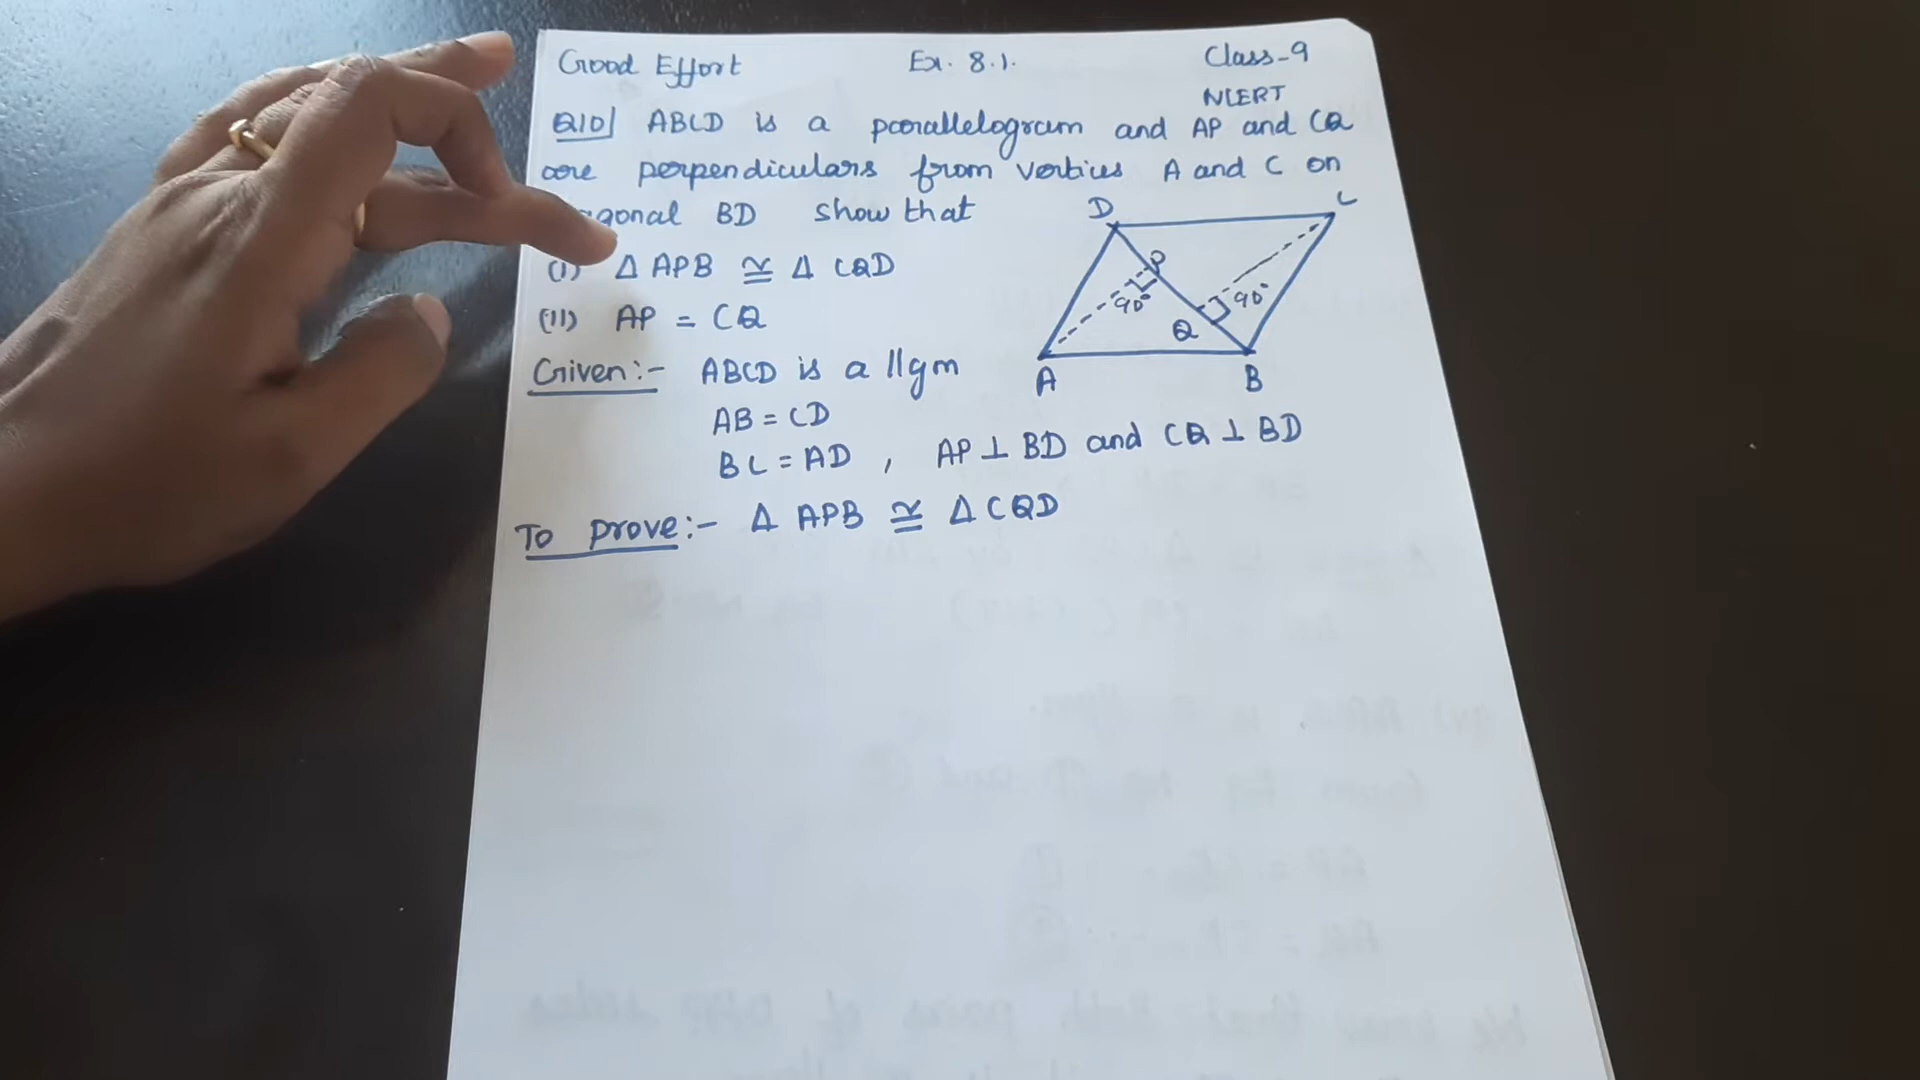 Good Effort Ex. 8.1. Class-9
NCERT
Q10) ABCD is a parallelogram and AP and CQ
are perpendiculars from vertices A and C on
BD show that
(I) Δ APB ≅ Δ CQD
(II) AP = CQ
Given:- ABCD is a llgm
AB = CD
BC = AD , AP ⊥ BD and CQ ⊥ BD
To prove:- Δ APB ≅ Δ CQD
D C
P
90° 90°
Q
A B